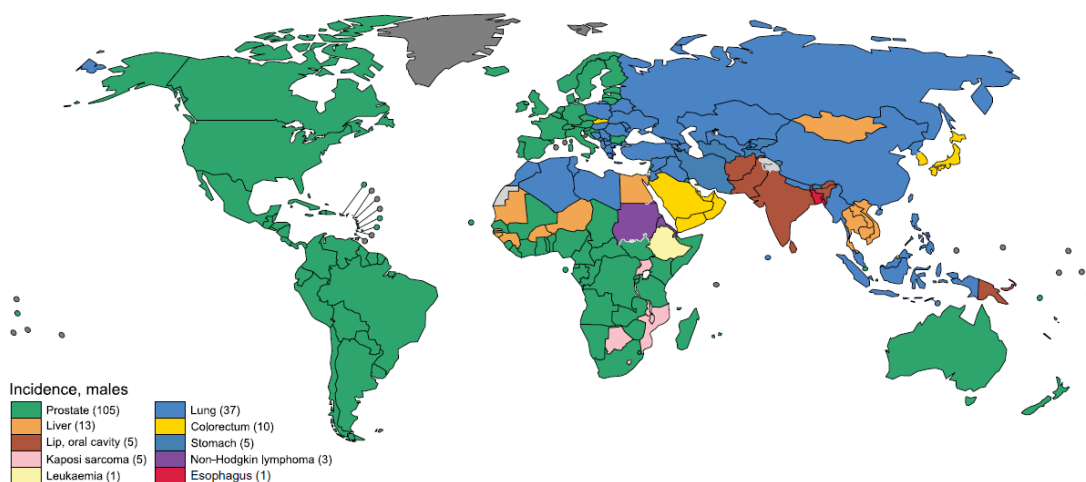 Incidence, males
Prostate (105)
Liver (13)
Lip, oral cavity (5)
Kaposi sarcoma (5)
Leukaemia (1)
Lung (37)
Colorectum (10)
Stomach (5)
Non-Hodgkin lymphoma (3)
Esophagus (1)